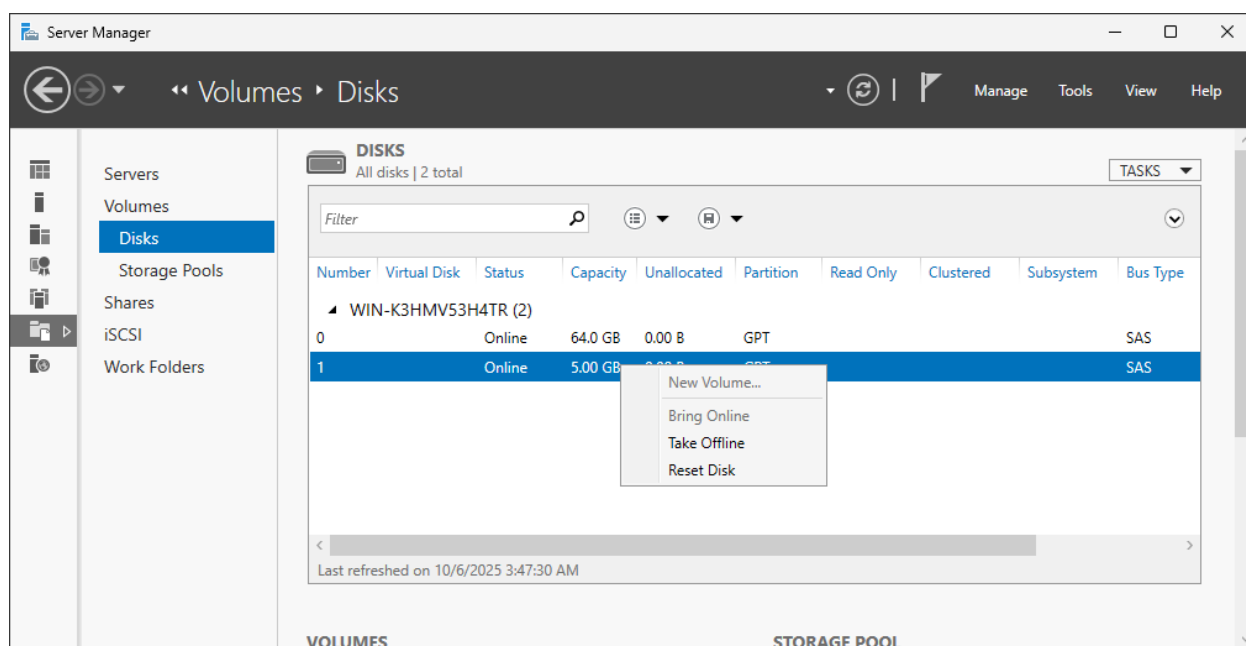 Server Manager
Volumes Disks Manage Tools View Help
Servers
Volumes
Disks
Storage Pools
Shares
iSCSI
Work Folders
DISKS
All disks | 2 total
TASKS
Filter
Number Virtual Disk Status Capacity Unallocated Partition Read Only Clustered Subsystem Bus Type
WIN-K3HMV53H4TR (2)
0 Online 64.0 GB 0.00 B GPT SAS
1 Online 5.00 GB SAS
New Volume...
Bring Online
Take Offline
Reset Disk
Last refreshed on 10/6/2025 3:47:30 AM
VOLUMES STORAGE POOL